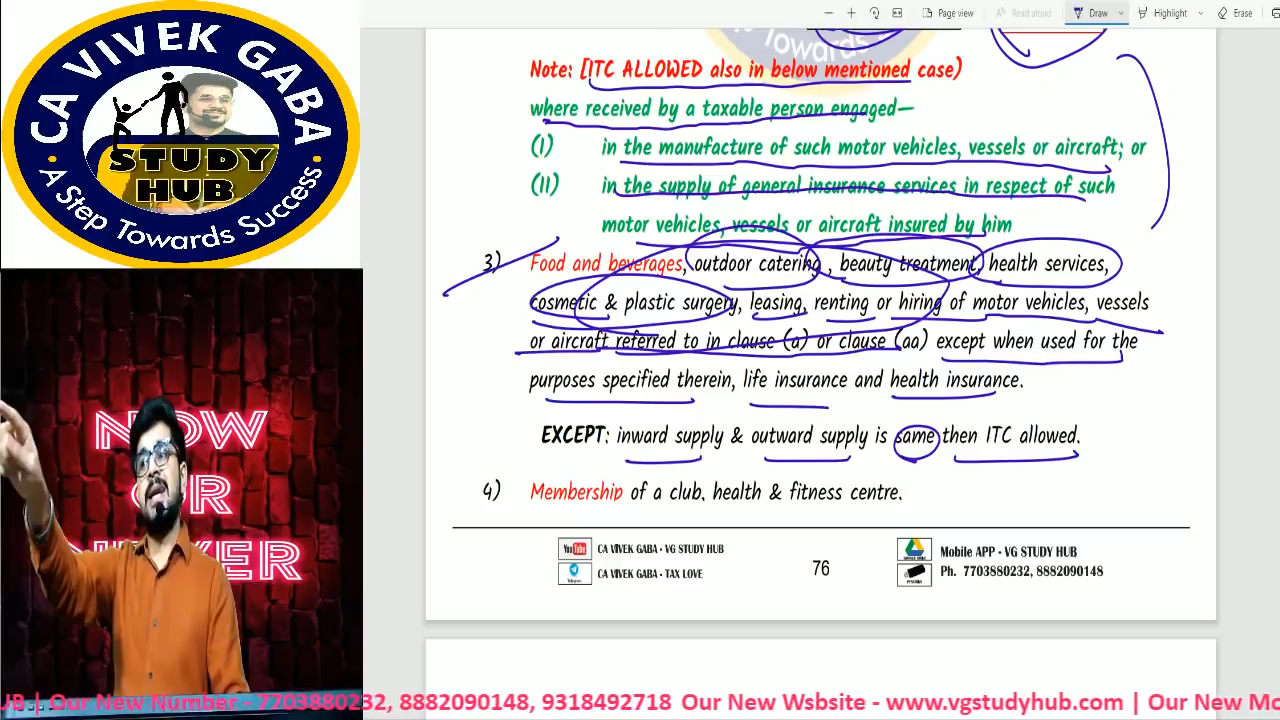 CA VIVEK GABA
STUDY
HUB
A Step Towards Success
Page view
Read aloud
Draw
Highlight
Erase
Towards
Note: [ITC ALLOWED also in below mentioned case)
where received by a taxable person engaged—
(I) in the manufacture of such motor vehicles, vessels or aircraft; or
(II) in the supply of general insurance services in respect of such
motor vehicles, vessels or aircraft insured by him
3) Food and beverages, outdoor catering , beauty treatment, health services,
cosmetic & plastic surgery, leasing, renting or hiring of motor vehicles, vessels
or aircraft referred to in clause (a) or clause (aa) except when used for the
purposes specified therein, life insurance and health insurance.
EXCEPT: inward supply & outward supply is same then ITC allowed.
4) Membership of a club, health & fitness centre.
YouTube CA VIVEK GABA - VG STUDY HUB
Telegram CA VIVEK GABA - TAX LOVE
76
Mobile APP - VG STUDY HUB
Ph. 7703880232, 8882090148
NOW
OR
UB | Our New Number - 7703880232, 8882090148, 9318492718 Our New Wsbsite - www.vgstudyhub.com | Our New Mo